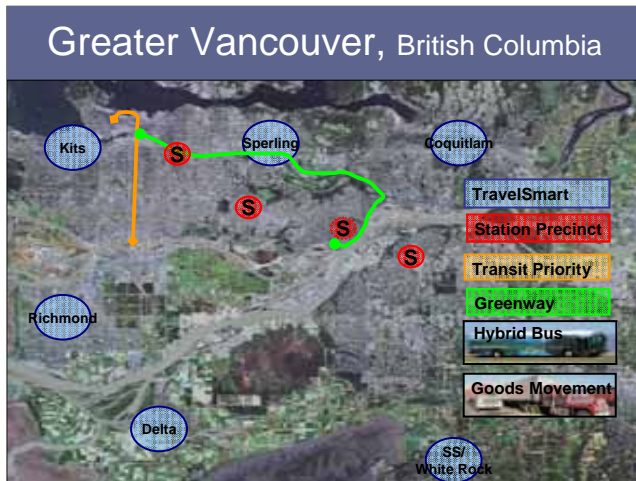 Greater Vancouver, British Columbia
Kits
S
Sperling
Coquitlam
TravelSmart
S
Station Precinct
S
S
Transit Priority
Greenway
Richmond
Hybrid Bus
Goods Movement
Delta
SS/
White Rock